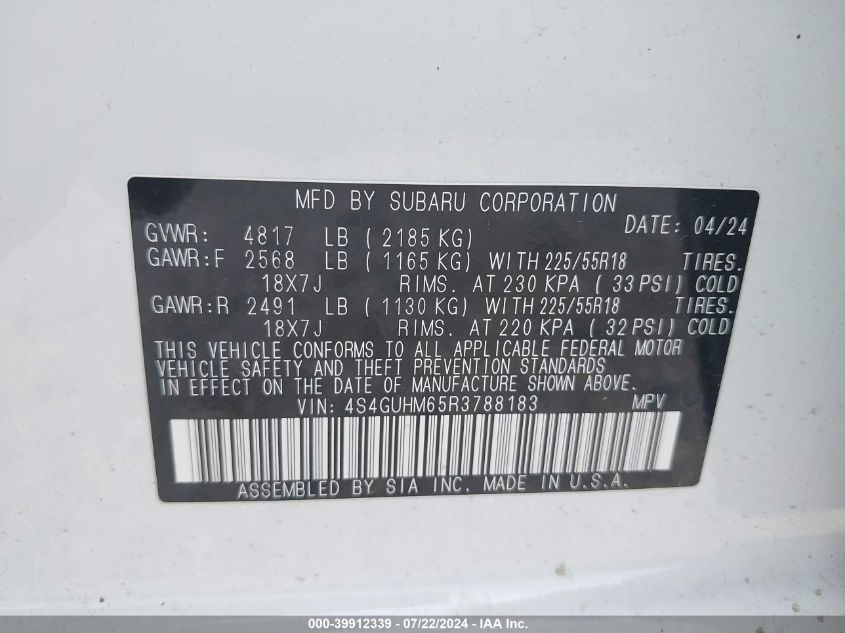 MFD BY SUBARU CORPORATION
DATE: 04/24
GVWR: 4817 LB ( 2185 KG)
GAWR:F 2568 LB ( 1165 KG) WITH 225/55R18 TIRES.
18X7J RIMS. AT 230 KPA ( 33 PSI) COLD
GAWR:R 2491 LB ( 1130 KG) WITH 225/55R18 TIRES.
18X7J RIMS. AT 220 KPA ( 32 PSI) COLD
THIS VEHICLE CONFORMS TO ALL APPLICABLE FEDERAL MOTOR
VEHICLE SAFETY AND THEFT PREVENTION STANDARDS
IN EFFECT ON THE DATE OF MANUFACTURE SHOWN ABOVE.
VIN: 4S4GUHM65R3788183 MPV
ASSEMBLED BY SIA INC. MADE IN U.S.A.
000-39912339 - 07/22/2024 - IAA Inc.